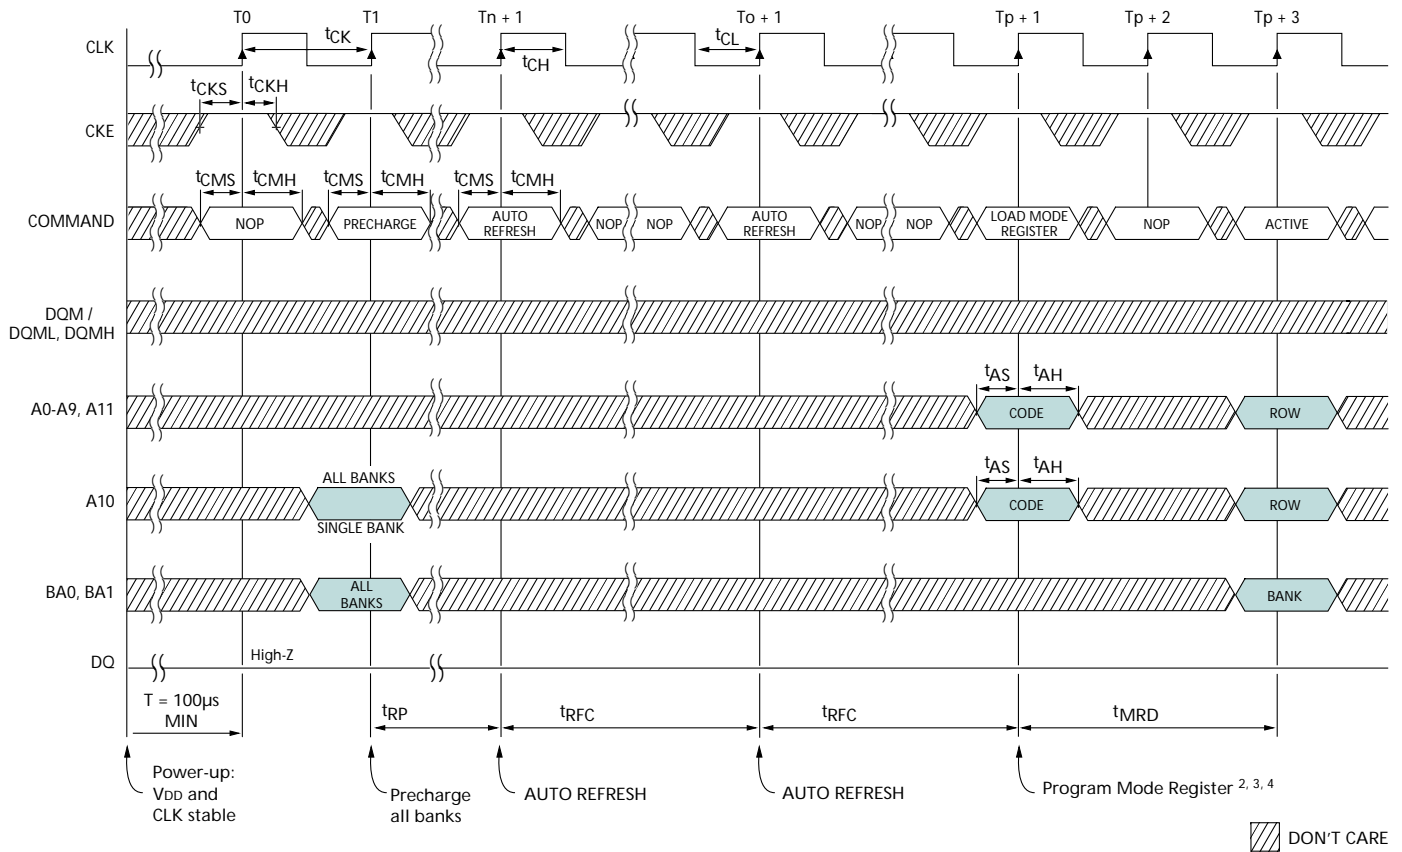 T0 T1 Tn + 1 To + 1 Tp + 1 Tp + 2 Tp + 3
CLK
tCK tCH tCL
tCKS tCKH
CKE
tCMS tCMH tCMS tCMH tCMS tCMH
COMMAND
NOP
PRECHARGE
AUTO
REFRESH
NOP
NOP
AUTO
REFRESH
NOP
NOP
LOAD MODE
REGISTER
NOP
ACTIVE
DQM /
DQML, DQMH
tAS tAH
A0-A9, A11
CODE
ROW
tAS tAH
ALL BANKS
A10
CODE
ROW
SINGLE BANK
BA0, BA1
ALL
BANKS
BANK
DQ
High-Z
T = 100µs
MIN
tRP
tRFC
tRFC
tMRD
Power-up:
VDD and
CLK stable
Precharge
all banks
AUTO REFRESH
AUTO REFRESH
Program Mode Register 2, 3, 4
DON'T CARE